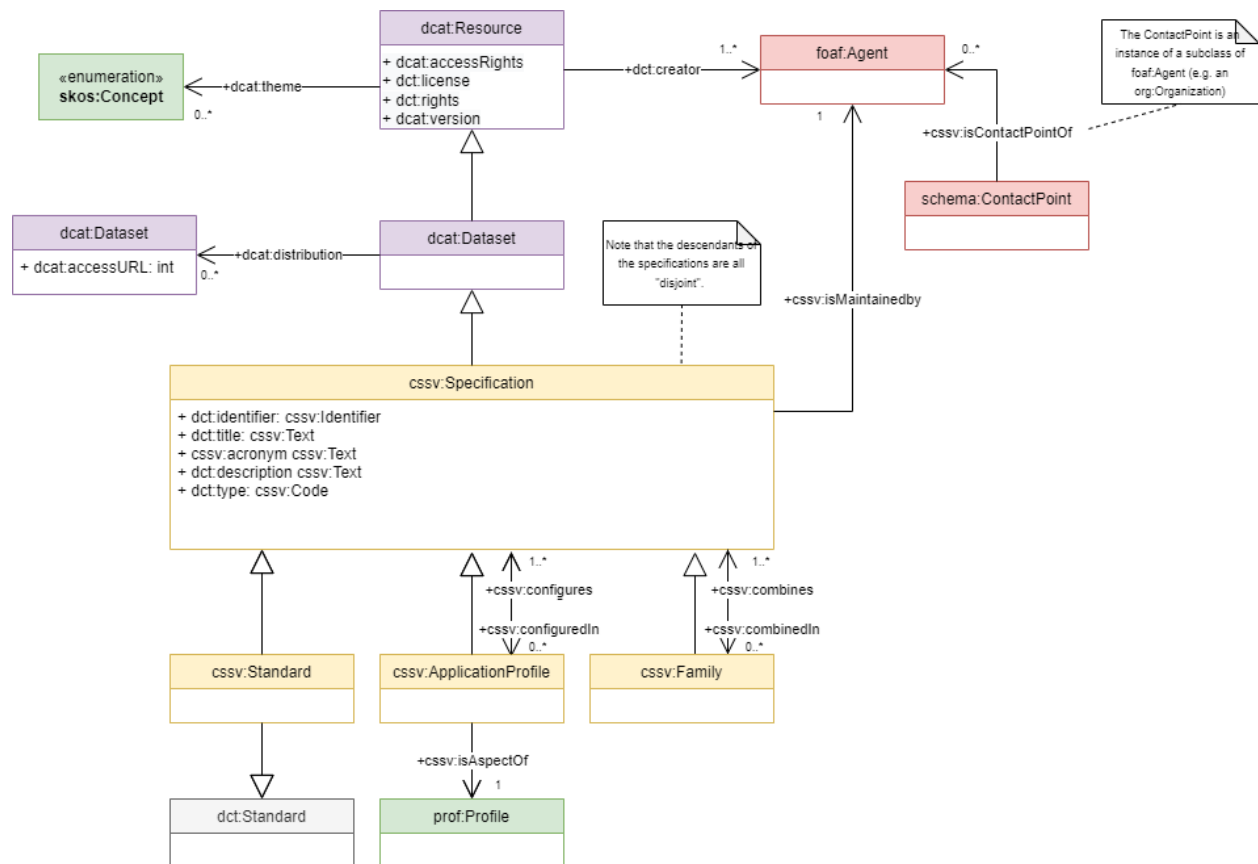 dcat:Resource
+ dcat:accessRights
+ dct:license
+ dct:rights
+ dcat:version
«enumeration»
skos:Concept
+dcat:theme
0..*
+dct:creator
1..*
foaf:Agent
0..*
1
The ContactPoint is an
instance of a subclass of
foaf:Agent (e.g. an
org:Organization)
+cssv:isContactPointOf
schema:ContactPoint
dcat:Dataset
+ dcat:accessURL: int
+dcat:distribution
0..*
dcat:Dataset
Note that the descendants of
the specifications are all
"disjoint".
+cssv:isMaintainedby
cssv:Specification
+ dct:identifier: cssv:Identifier
+ dct:title: cssv:Text
+ cssv:acronym cssv:Text
+ dct:description cssv:Text
+ dct:type: cssv:Code
1..*
+cssv:configures
+cssv:configuredIn
0..*
1..*
+cssv:combines
+cssv:combinedIn
0..*
cssv:Standard
cssv:ApplicationProfile
cssv:Family
+cssv:isAspectOf
1
dct:Standard
prof:Profile